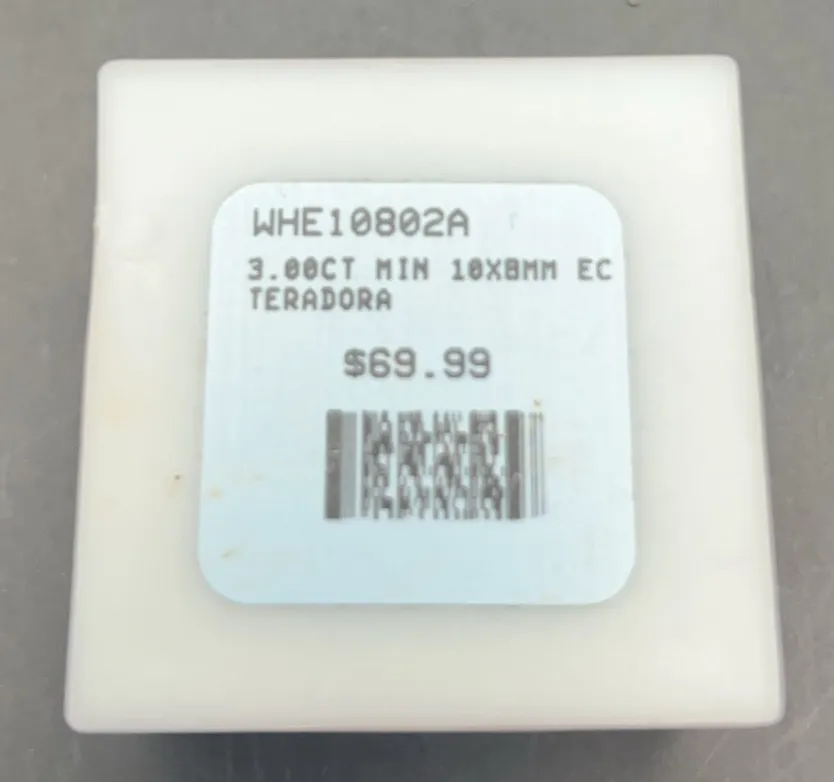 WHE10802A
3.00CT MIN 10X8MM EC
TERADORA
$69.99